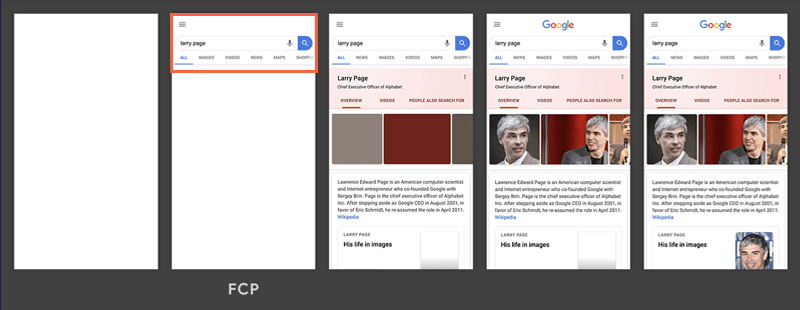 larry page
ALL IMAGES VIDEOS NEWS MAPS SHOPPI
FCP
larry page
ALL IMAGES VIDEOS NEWS MAPS SHOPPI
Larry Page
Chief Executive Officer of Alphabet
OVERVIEW VIDEOS PEOPLE ALSO SEARCH FOR
Lawrence Edward Page is an American computer scientist
and Internet entrepreneur who co-founded Google with
Sergey Brin. Page is the chief executive officer of Alphabet
Inc. After stepping aside as Google CEO in August 2001, in
favor of Eric Schmidt, he re-assumed the role in April 2011.
Wikipedia
LARRY PAGE
His life in images
Google
larry page
ALL IMAGES VIDEOS NEWS MAPS SHOPPI
Larry Page
Chief Executive Officer of Alphabet
OVERVIEW VIDEOS PEOPLE ALSO SEARCH FOR
Lawrence Edward Page is an American computer scientist
and Internet entrepreneur who co-founded Google with
Sergey Brin. Page is the chief executive officer of Alphabet
Inc. After stepping aside as Google CEO in August 2001, in
favor of Eric Schmidt, he re-assumed the role in April 2011.
Wikipedia
LARRY PAGE
His life in images
Google
larry page
ALL IMAGES VIDEOS NEWS MAPS SHOPPI
Larry Page
Chief Executive Officer of Alphabet
OVERVIEW VIDEOS PEOPLE ALSO SEARCH FOR
Lawrence Edward Page is an American computer scientist
and Internet entrepreneur who co-founded Google with
Sergey Brin. Page is the chief executive officer of Alphabet
Inc. After stepping aside as Google CEO in August 2001, in
favor of Eric Schmidt, he re-assumed the role in April 2011.
Wikipedia
LARRY PAGE
His life in images